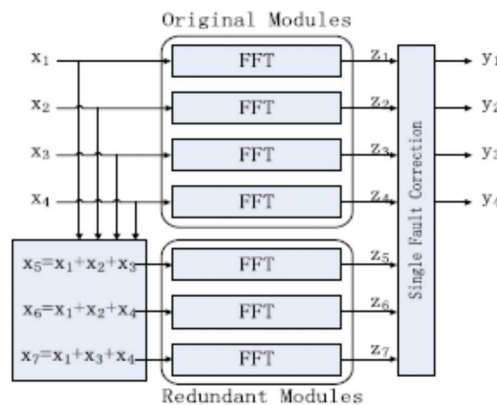 Original Modules
x1 FFT z1 y1
x2 FFT z2 y2
x3 FFT z3 y3
x4 FFT z4 y4
Single Fault Correction
x5=x1+x2+x3 FFT z5
x6=x1+x2+x4 FFT z6
x7=x1+x3+x4 FFT z7
Redundant Modules